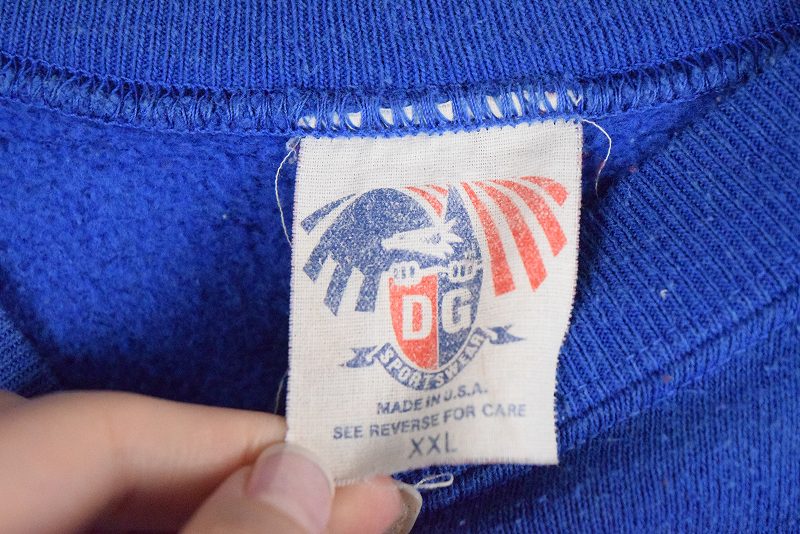 DG
SPORTSWEAR
MADE IN U.S.A.
SEE REVERSE FOR CARE
XXL